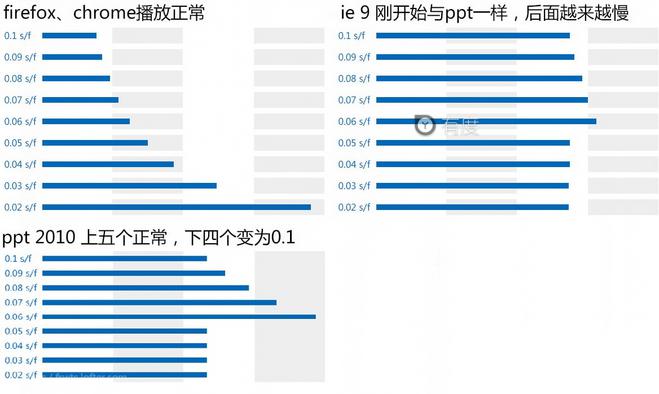 firefox、chrome播放正常
0.1 s/f
0.09 s/f
0.08 s/f
0.07 s/f
0.06 s/f
0.05 s/f
0.04 s/f
0.03 s/f
0.02 s/f
ie 9 刚开始与ppt一样，后面越来越慢
0.1 s/f
0.09 s/f
0.08 s/f
0.07 s/f
0.06 s/f
有度
0.05 s/f
0.04 s/f
0.03 s/f
0.02 s/f
ppt 2010 上五个正常，下四个变为0.1
0.1 s/f
0.09 s/f
0.08 s/f
0.07 s/f
0.06 s/f
0.05 s/f
0.04 s/f
0.03 s/f
0.02 s/f